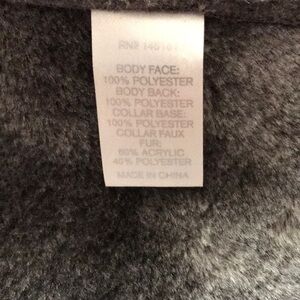 RN#
BODY FACE:
100% POLYESTER
BODY BACK:
100% POLYESTER
COLLAR BASE:
100% POLYESTER
COLLAR FAUX
FUR:
60% ACRYLIC
40% POLYESTER
MADE IN CHINA